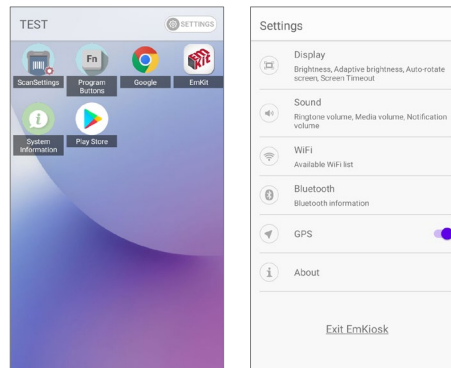 TEST
SETTINGS
Fn
ScanSettings
Program
Buttons
Google
EmKit
System
Information
Play Store
Settings
Display
Brightness, Adaptive brightness, Auto-rotate
screen, Screen Timeout
Sound
Ringtone volume, Media volume, Notification
volume
WiFi
Available WiFi list
Bluetooth
Bluetooth information
GPS
About
Exit EmKiosk